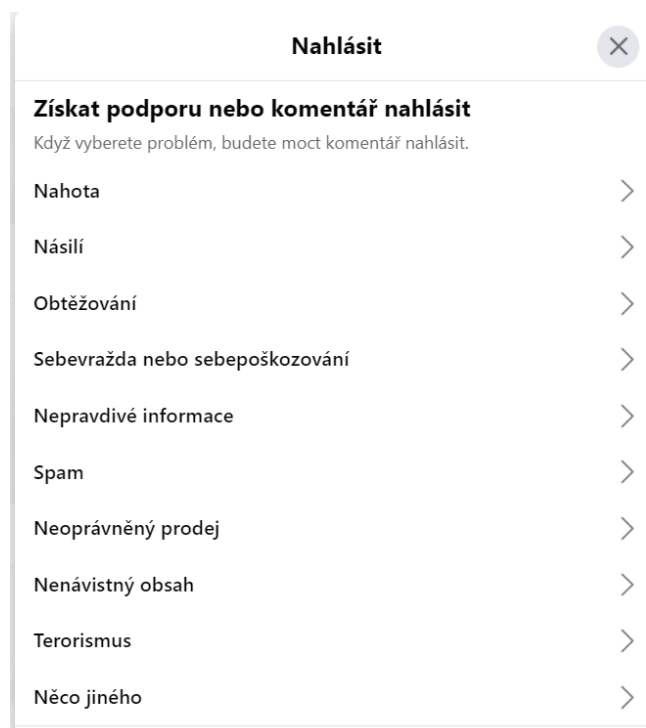 Nahlásit
Získat podporu nebo komentář nahlásit
Když vyberete problém, budete moct komentář nahlásit.
Nahota
Násilí
Obtěžování
Sebevražda nebo sebepoškozování
Nepravdivé informace
Spam
Neoprávněný prodej
Nenávistný obsah
Terorismus
Něco jiného